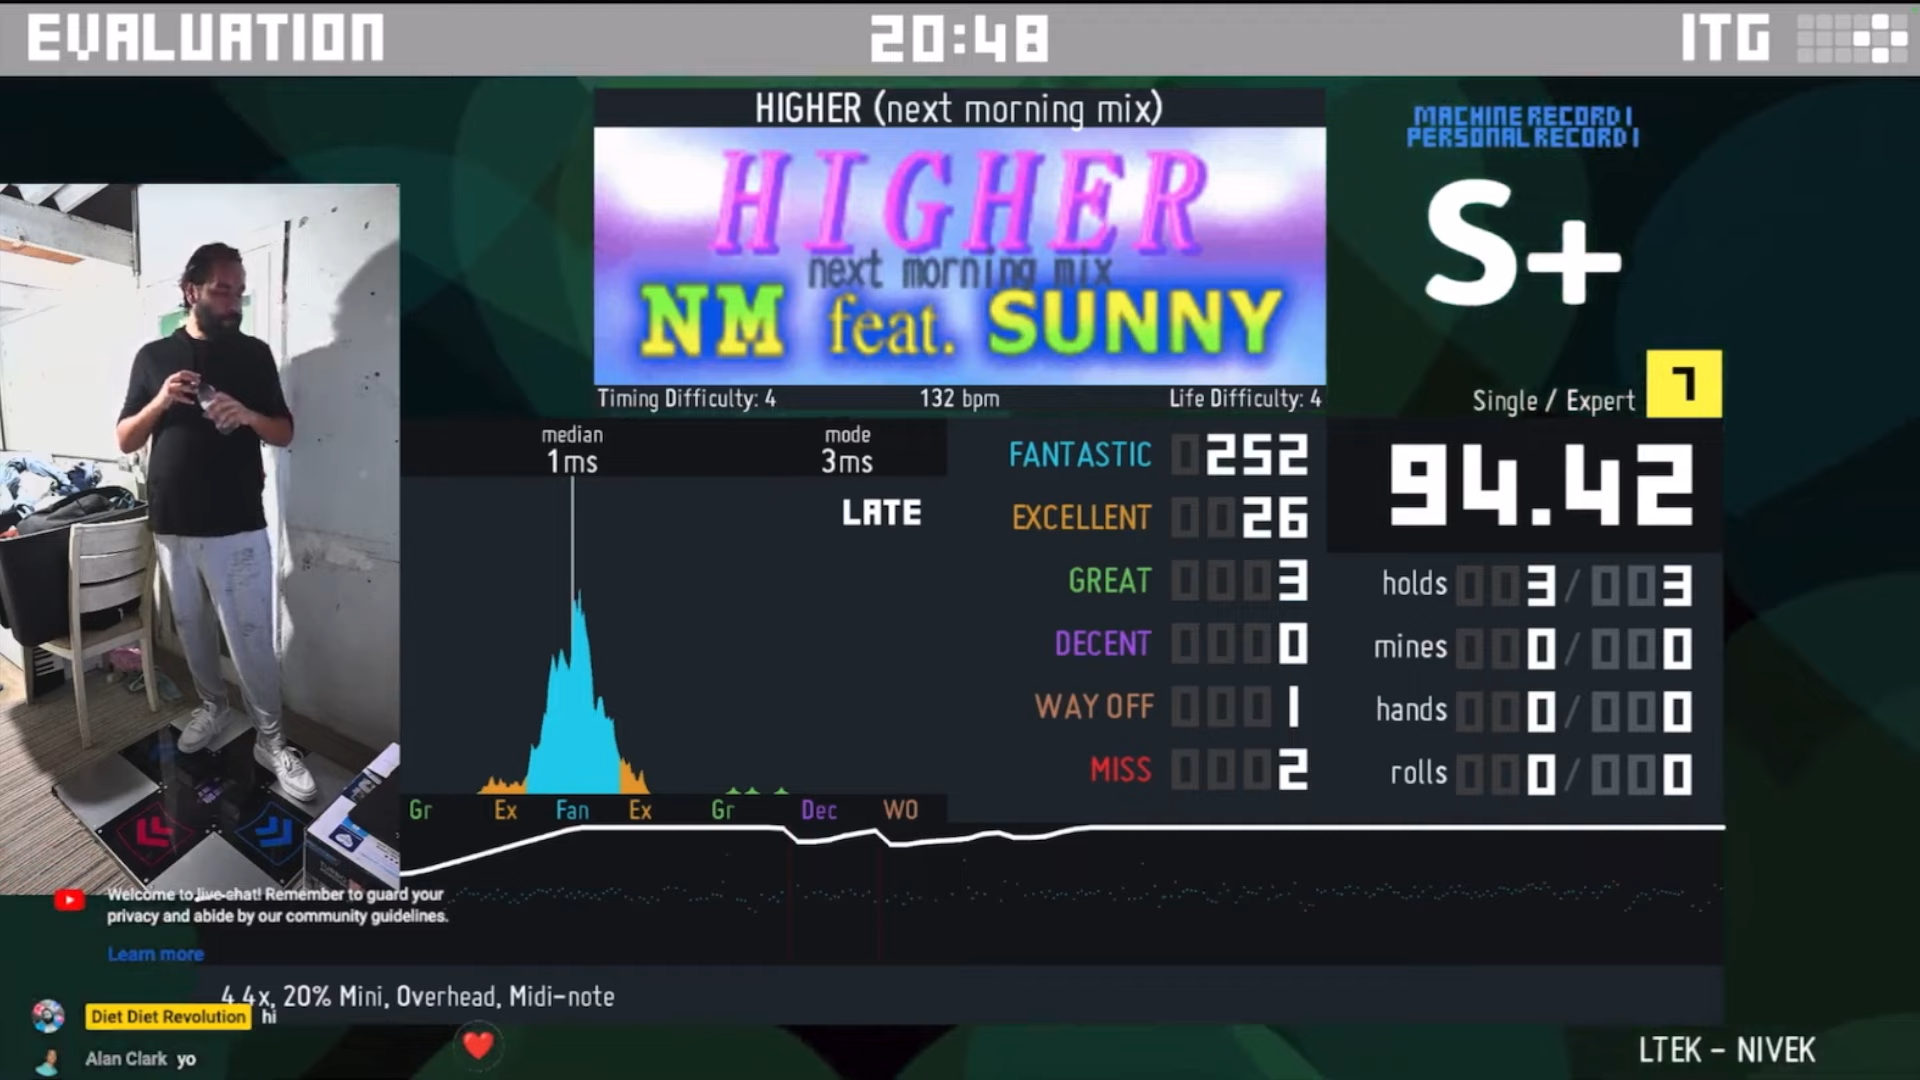 EVALUATION
20:48
ITG
HIGHER (next morning mix)
HIGHER
next morning mix
NM feat. SUNNY
Timing Difficulty: 4
132 bpm
Life Difficulty: 4
MACHINE RECORD 1
PERSONAL RECORD 1
S+
Single / Expert
7
94.42
median
1ms
mode
3ms
LATE
Gr
Ex
Fan
Ex
Gr
Dec
WO
FANTASTIC 0252
EXCELLENT 0026
GREAT 0003
DECENT 0000
WAY OFF 0001
MISS 0002
holds 003/003
mines 000/000
hands 000/000
rolls 000/000
Welcome to live chat! Remember to guard your
privacy and abide by our community guidelines.
Learn more
4.4x, 20% Mini, Overhead, Midi-note
Diet Diet Revolution hi
Alan Clark yo
LTEK - NIVEK